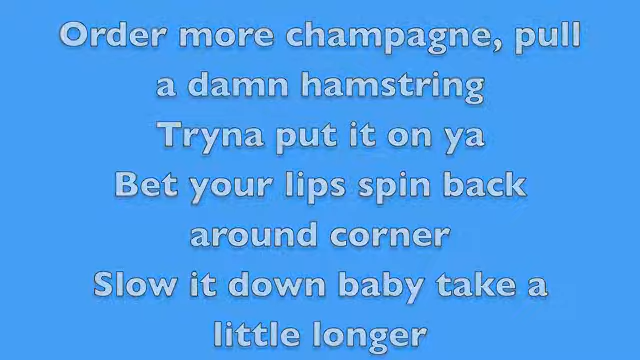 Order more champagne, pull
a damn hamstring
Tryna put it on ya
Bet your lips spin back
around corner
Slow it down baby take a
little longer